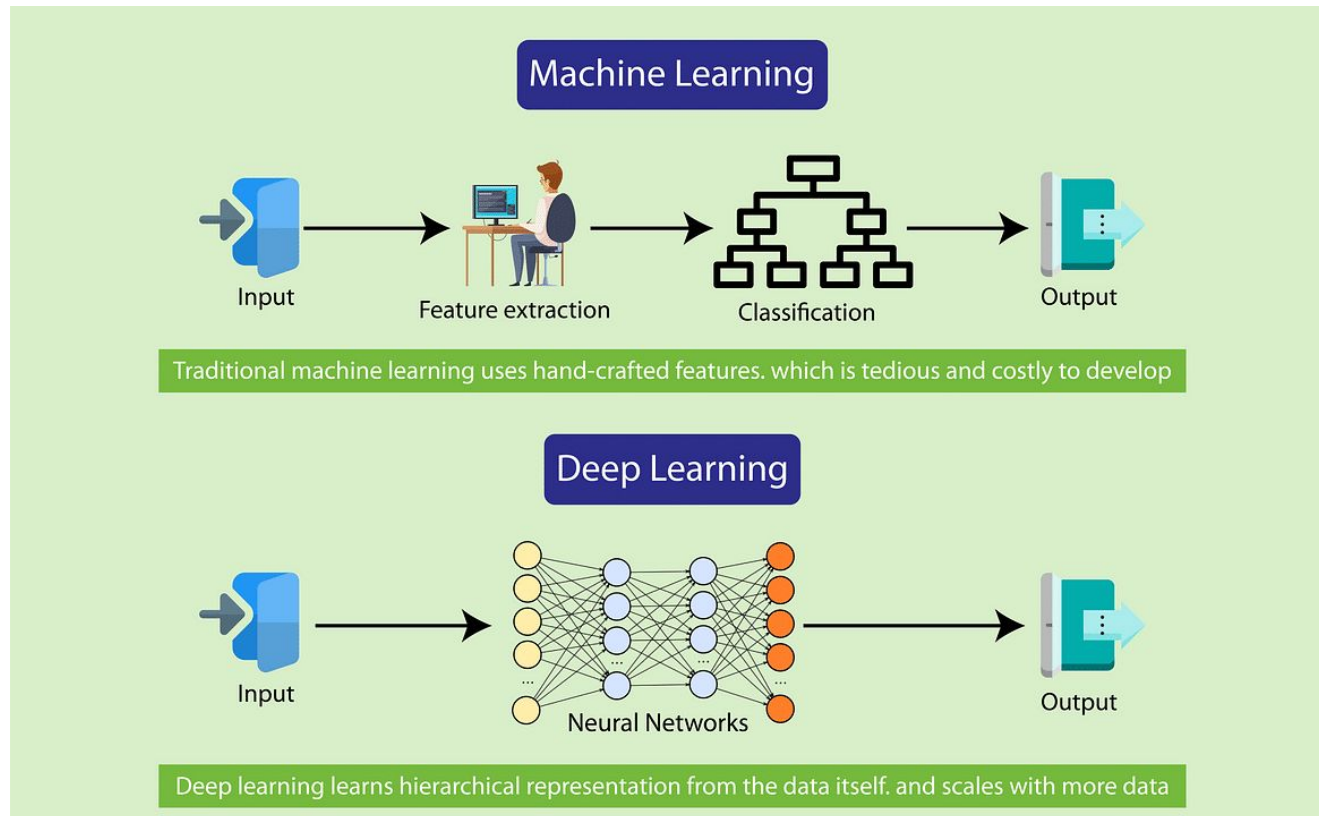 Machine Learning
Input
Feature extraction
Classification
Output
Traditional machine learning uses hand-crafted features. which is tedious and costly to develop
Deep Learning
...
...
...
...
Input
Neural Networks
Output
Deep learning learns hierarchical representation from the data itself. and scales with more data